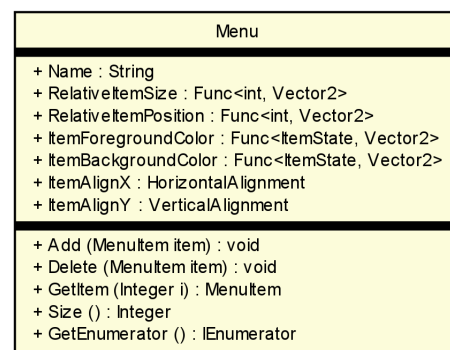 Menu
+ Name : String
+ RelativeItemSize : Func<int, Vector2>
+ RelativeItemPosition : Func<int, Vector2>
+ ItemForegroundColor : Func<ItemState, Vector2>
+ ItemBackgroundColor : Func<ItemState, Vector2>
+ ItemAlignX : HorizontalAlignment
+ ItemAlignY : VerticalAlignment
+ Add (MenuItem item) : void
+ Delete (MenuItem item) : void
+ GetItem (Integer i) : MenuItem
+ Size () : Integer
+ GetEnumerator () : IEnumerator